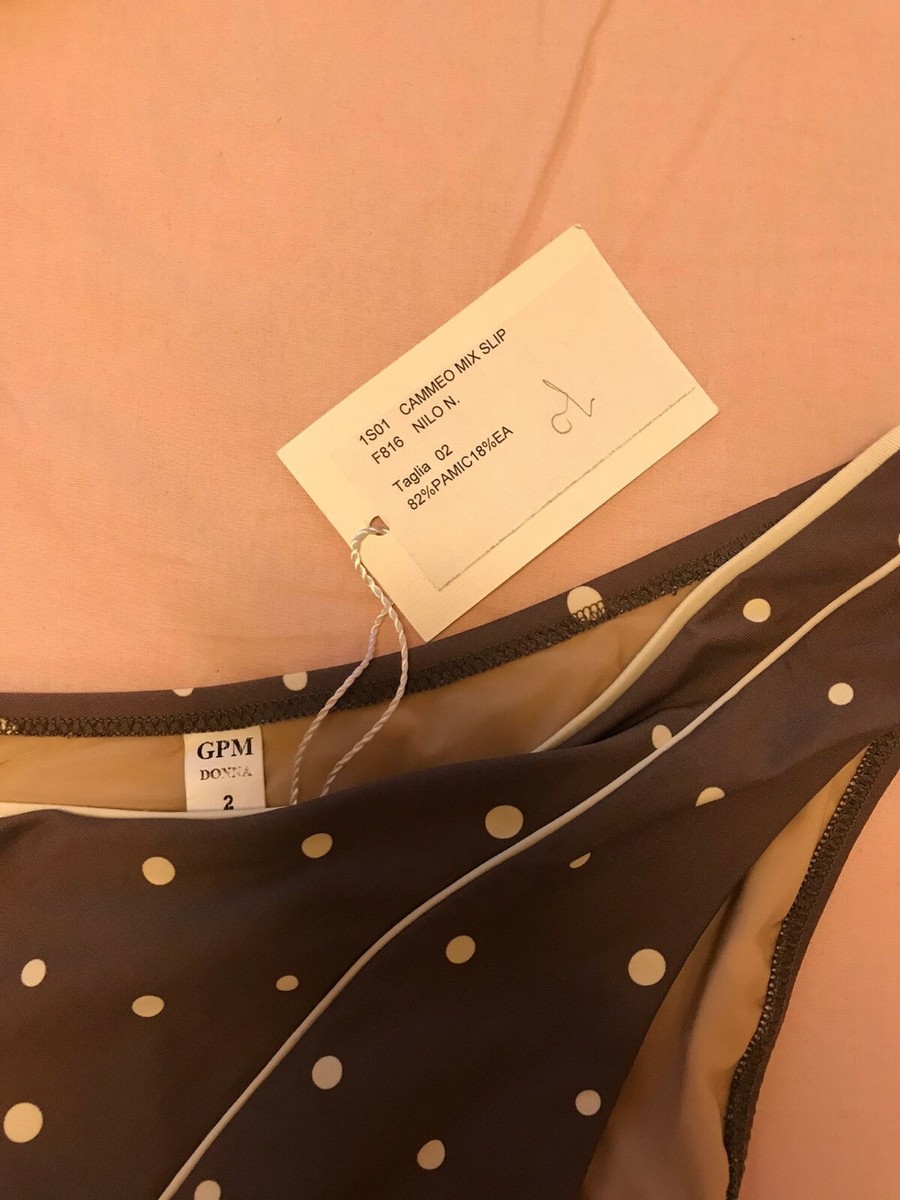 1S01 CAMMEO MIX SLIP
F816 NILO N.
Taglia 02
82%PAMIC18%EA
GPM
DONNA
2